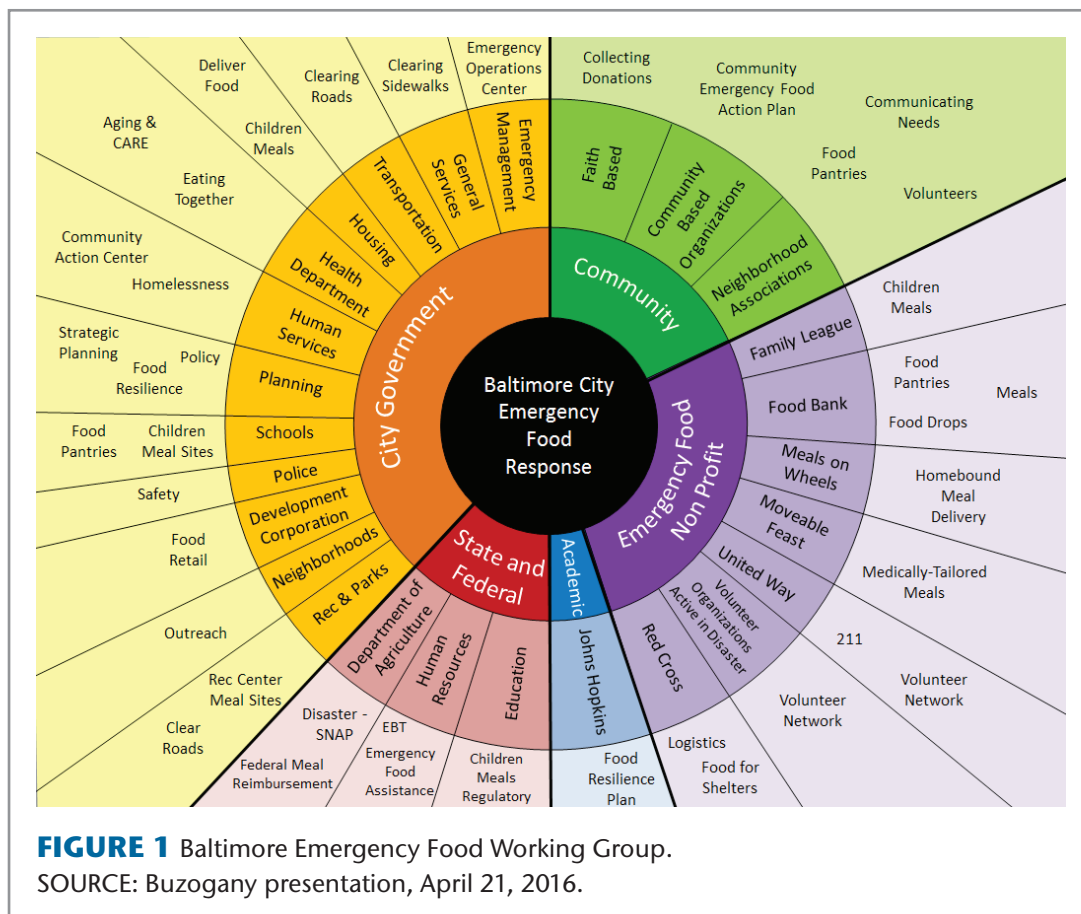 Baltimore City
Emergency
Food
Response
City Government
Emergency
Management
Emergency
Operations
Center
General
Services
Clearing
Sidewalks
Transportation
Clearing
Roads
Housing
Children
Meals
Deliver
Food
Health
Department
Aging &
CARE
Eating
Together
Human
Services
Community
Action Center
Homelessness
Planning
Strategic
Planning
Policy
Food
Resilience
Schools
Food
Pantries
Children
Meal Sites
Police
Safety
Development
Corporation
Food
Retail
Neighborhoods
Outreach
Rec & Parks
Rec Center
Meal Sites
Clear
Roads
Community
Faith
Based
Community
Based
Organizations
Neighborhood
Associations
Collecting
Donations
Community
Emergency Food
Action Plan
Communicating
Needs
Food
Pantries
Volunteers
Emergency Food
Non Profit
Family League
Children
Meals
Food Bank
Food
Pantries
Meals
Food Drops
Meals on
Wheels
Homebound
Meal
Delivery
Moveable
Feast
Medically-Tailored
Meals
United Way
211
Volunteer
Network
Volunteer
Organizations
Active in Disaster
Volunteer
Network
Red Cross
Logistics
Food for
Shelters
Academic
Johns Hopkins
Food
Resilience
Plan
State and
Federal
Department of
Agriculture
Disaster -
SNAP
Federal Meal
Reimbursement
Human
Resources
EBT
Emergency
Food
Assistance
Education
Children
Meals
Regulatory
FIGURE 1 Baltimore Emergency Food Working Group.
SOURCE: Buzogany presentation, April 21, 2016.